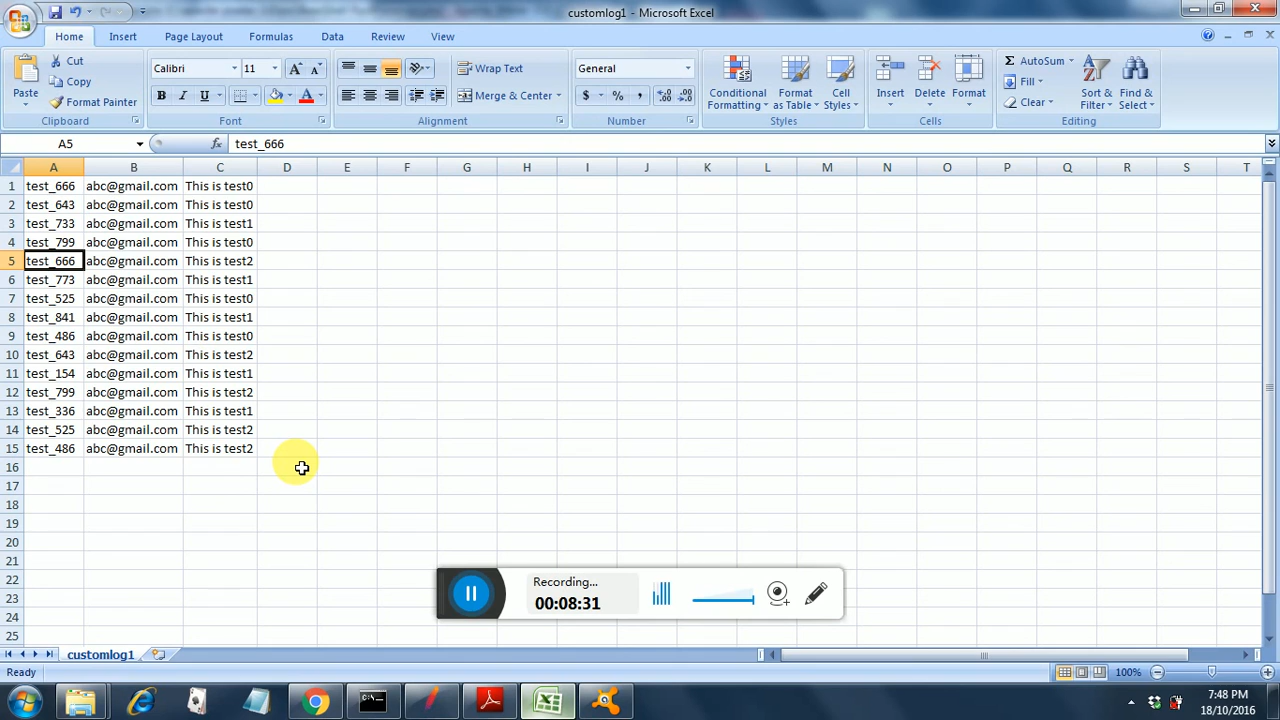 customlog1 - Microsoft Excel
Home Insert Page Layout Formulas Data Review View
Paste
Cut
Copy
Format Painter
Clipboard
Calibri 11
B I U
Font
Wrap Text
Merge & Center
Alignment
General
$ % ,
Number
Conditional Formatting
Format as Table
Cell Styles
Styles
Insert Delete Format
Cells
Σ AutoSum
Fill
Clear
Sort & Filter
Find & Select
Editing
A5 fx test_666
A B C D E F G H I J K L M N O P Q R S T
1 test_666 abc@gmail.com This is test0
2 test_643 abc@gmail.com This is test0
3 test_733 abc@gmail.com This is test1
4 test_799 abc@gmail.com This is test0
5 test_666 abc@gmail.com This is test2
6 test_773 abc@gmail.com This is test1
7 test_525 abc@gmail.com This is test0
8 test_841 abc@gmail.com This is test1
9 test_486 abc@gmail.com This is test0
10 test_643 abc@gmail.com This is test2
11 test_154 abc@gmail.com This is test1
12 test_799 abc@gmail.com This is test2
13 test_336 abc@gmail.com This is test1
14 test_525 abc@gmail.com This is test2
15 test_486 abc@gmail.com This is test2
16
17
18
19
20
21
22
23
24
25
Recording...
00:08:31
customlog1
Ready 100%
7:48 PM
18/10/2016